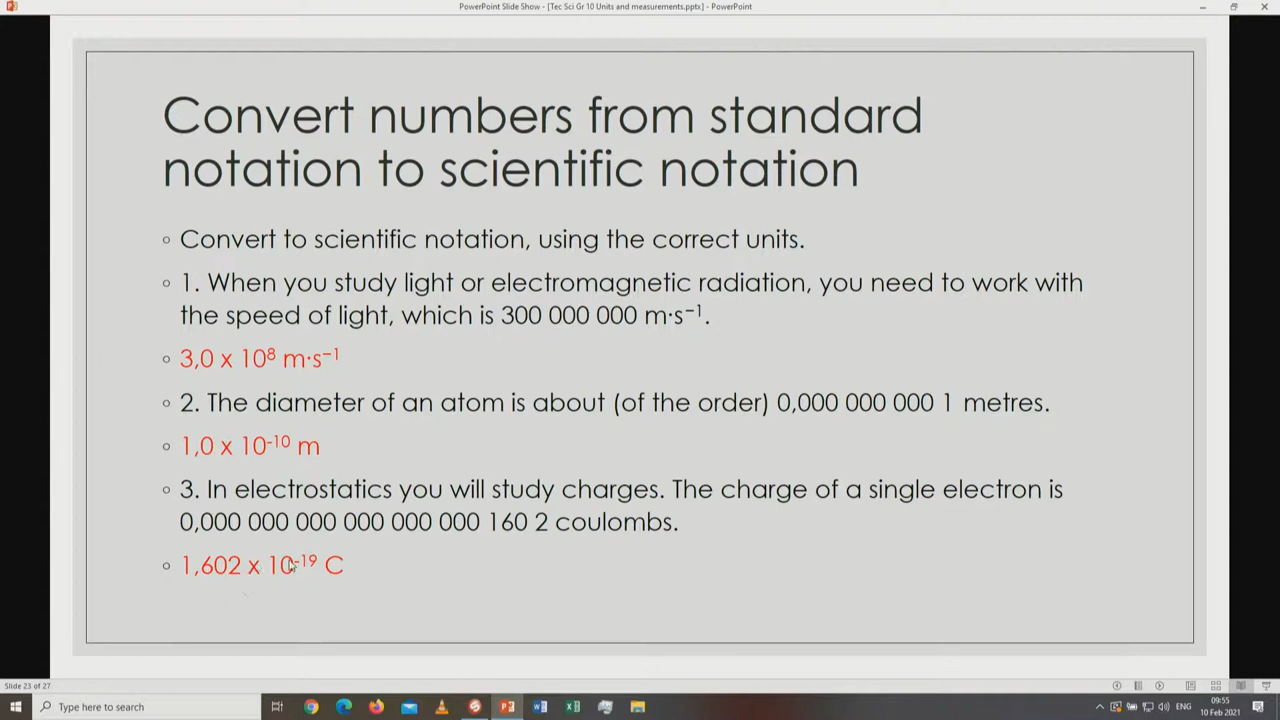 PowerPoint Slide Show - [Tec Sci Gr 10 Units and measurements.pptx] - PowerPoint
Convert numbers from standard
notation to scientific notation
◦ Convert to scientific notation, using the correct units.
◦ 1. When you study light or electromagnetic radiation, you need to work with
the speed of light, which is 300 000 000 m·s⁻¹.
◦ 3,0 x 10⁸ m·s⁻¹
◦ 2. The diameter of an atom is about (of the order) 0,000 000 000 1 metres.
◦ 1,0 x 10⁻¹⁰ m
◦ 3. In electrostatics you will study charges. The charge of a single electron is
0,000 000 000 000 000 000 160 2 coulombs.
◦ 1,602 x 10⁻¹⁹ C
Slide 23 of 27
Type here to search
ENG
09:55
10 Feb 2021